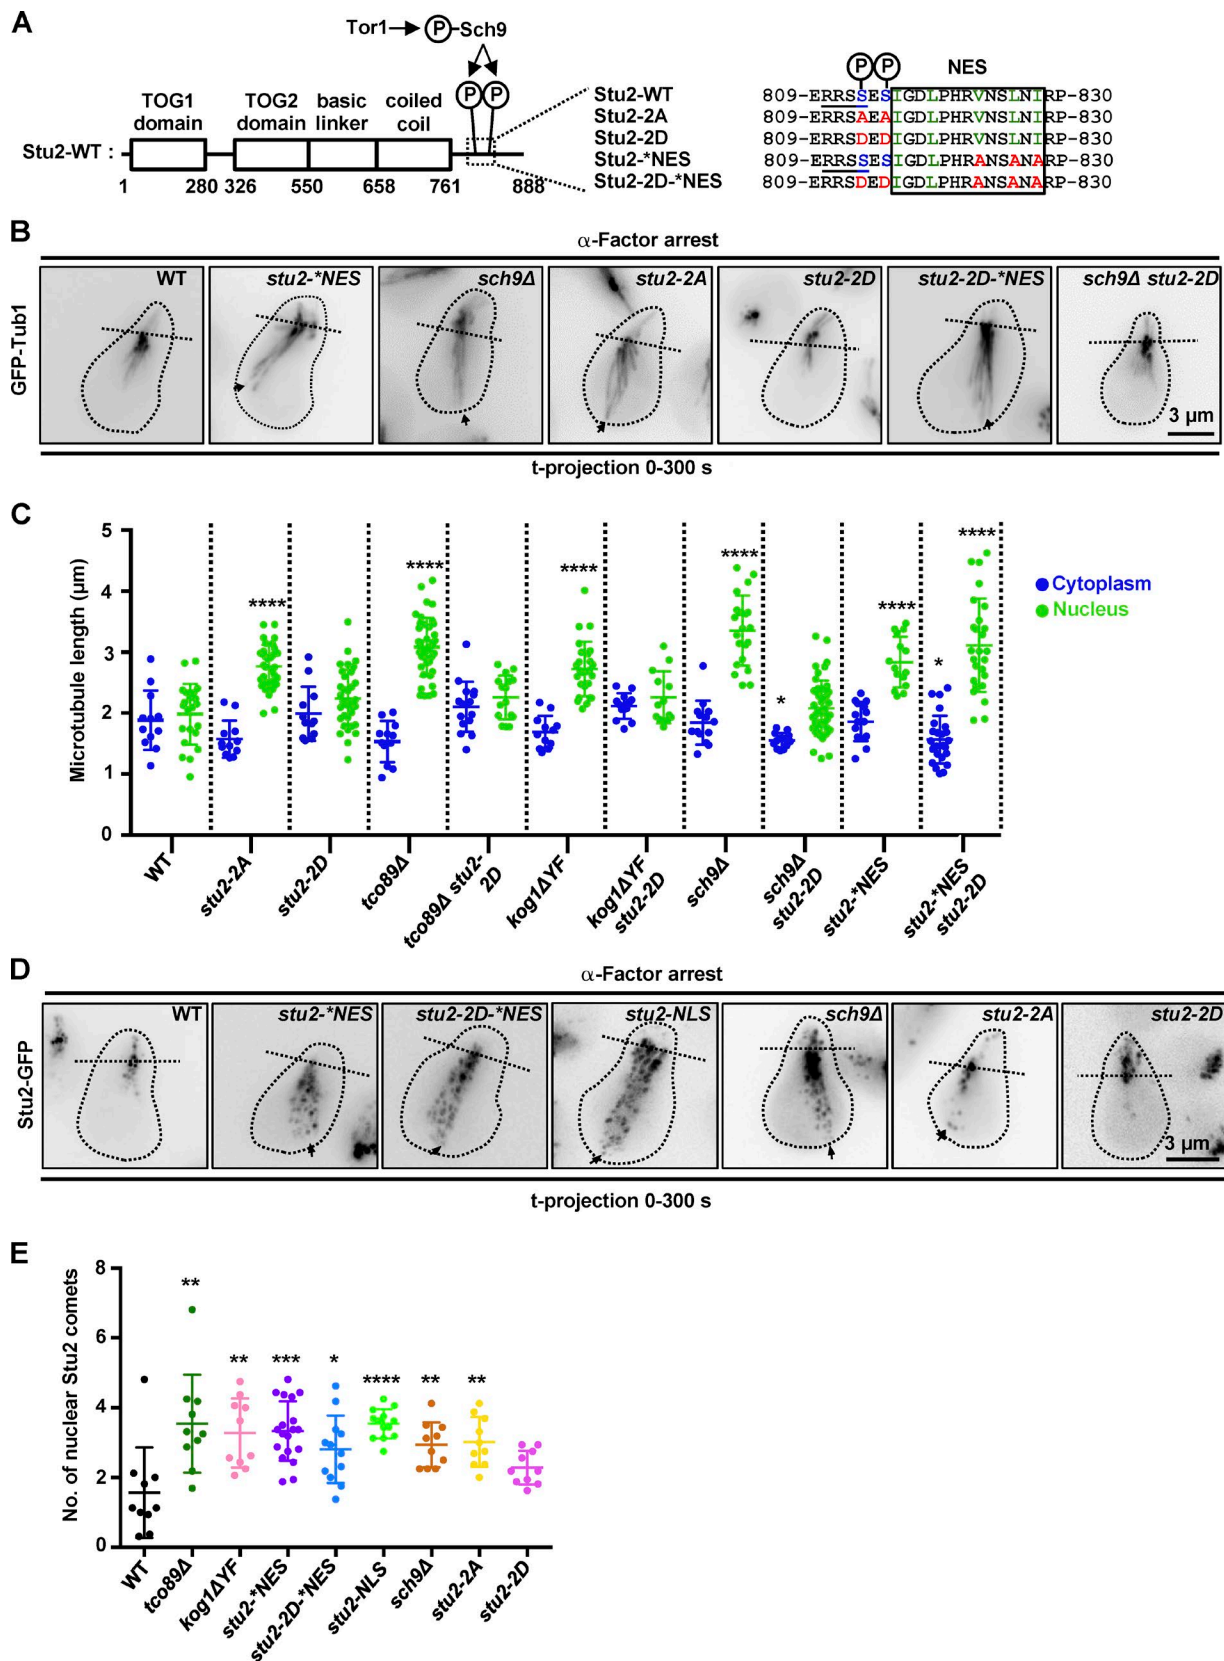 A
Tor1 P-Sch9
P P
TOG1 domain TOG2 domain basic linker coiled coil
Stu2-WT :
1 280 326 550 658 761 888
P P NES
Stu2-WT 809-ERRSSESIGDLPHRVNSLNIRP-830
Stu2-2A 809-ERRSAEAIGDLPHRVNSLNIRP-830
Stu2-2D 809-ERRSDEDIGDLPHRVNSLNIRP-830
Stu2-*NES 809-ERRSSESIGDLPHRANSANARP-830
Stu2-2D-*NES 809-ERRSDEDIGDLPHRANSANARP-830
B
α-Factor arrest
GFP-Tub1
WT stu2-*NES sch9Δ stu2-2A stu2-2D stu2-2D-*NES sch9Δ stu2-2D
3 µm
t-projection 0-300 s
C
Microtubule length (µm)
5
4
3
2
1
0
**** **** **** **** * **** * ****
Cytoplasm
Nucleus
WT
stu2-2A
stu2-2D
tco89Δ
tco89Δ stu2-2D
kog1ΔYF
kog1ΔYF stu2-2D
sch9Δ
sch9Δ stu2-2D
stu2-*NES
stu2-*NES stu2-2D
D
α-Factor arrest
Stu2-GFP
WT stu2-*NES stu2-2D-*NES stu2-NLS sch9Δ stu2-2A stu2-2D
3 µm
t-projection 0-300 s
E
No. of nuclear Stu2 comets
8
6
4
2
0
** ** *** * **** ** **
WT
tco89Δ
kog1ΔYF
stu2-*NES
stu2-2D-*NES
stu2-NLS
sch9Δ
stu2-2A
stu2-2D